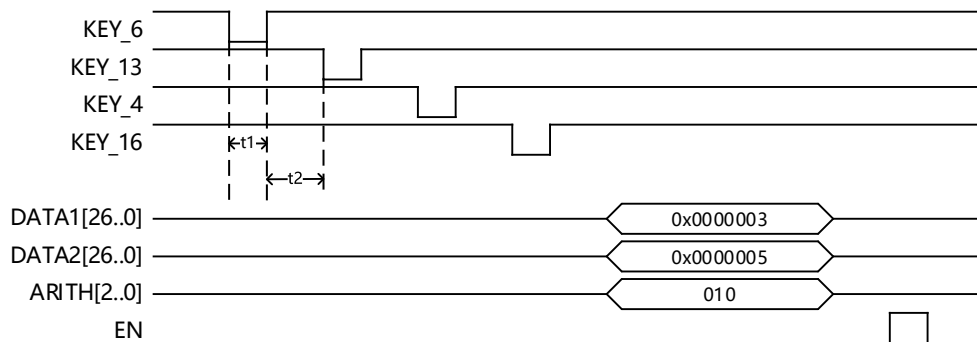 KEY_6
KEY_13
KEY_4
KEY_16
t1
t2
DATA1[26..0] 0x0000003
DATA2[26..0] 0x0000005
ARITH[2..0] 010
EN